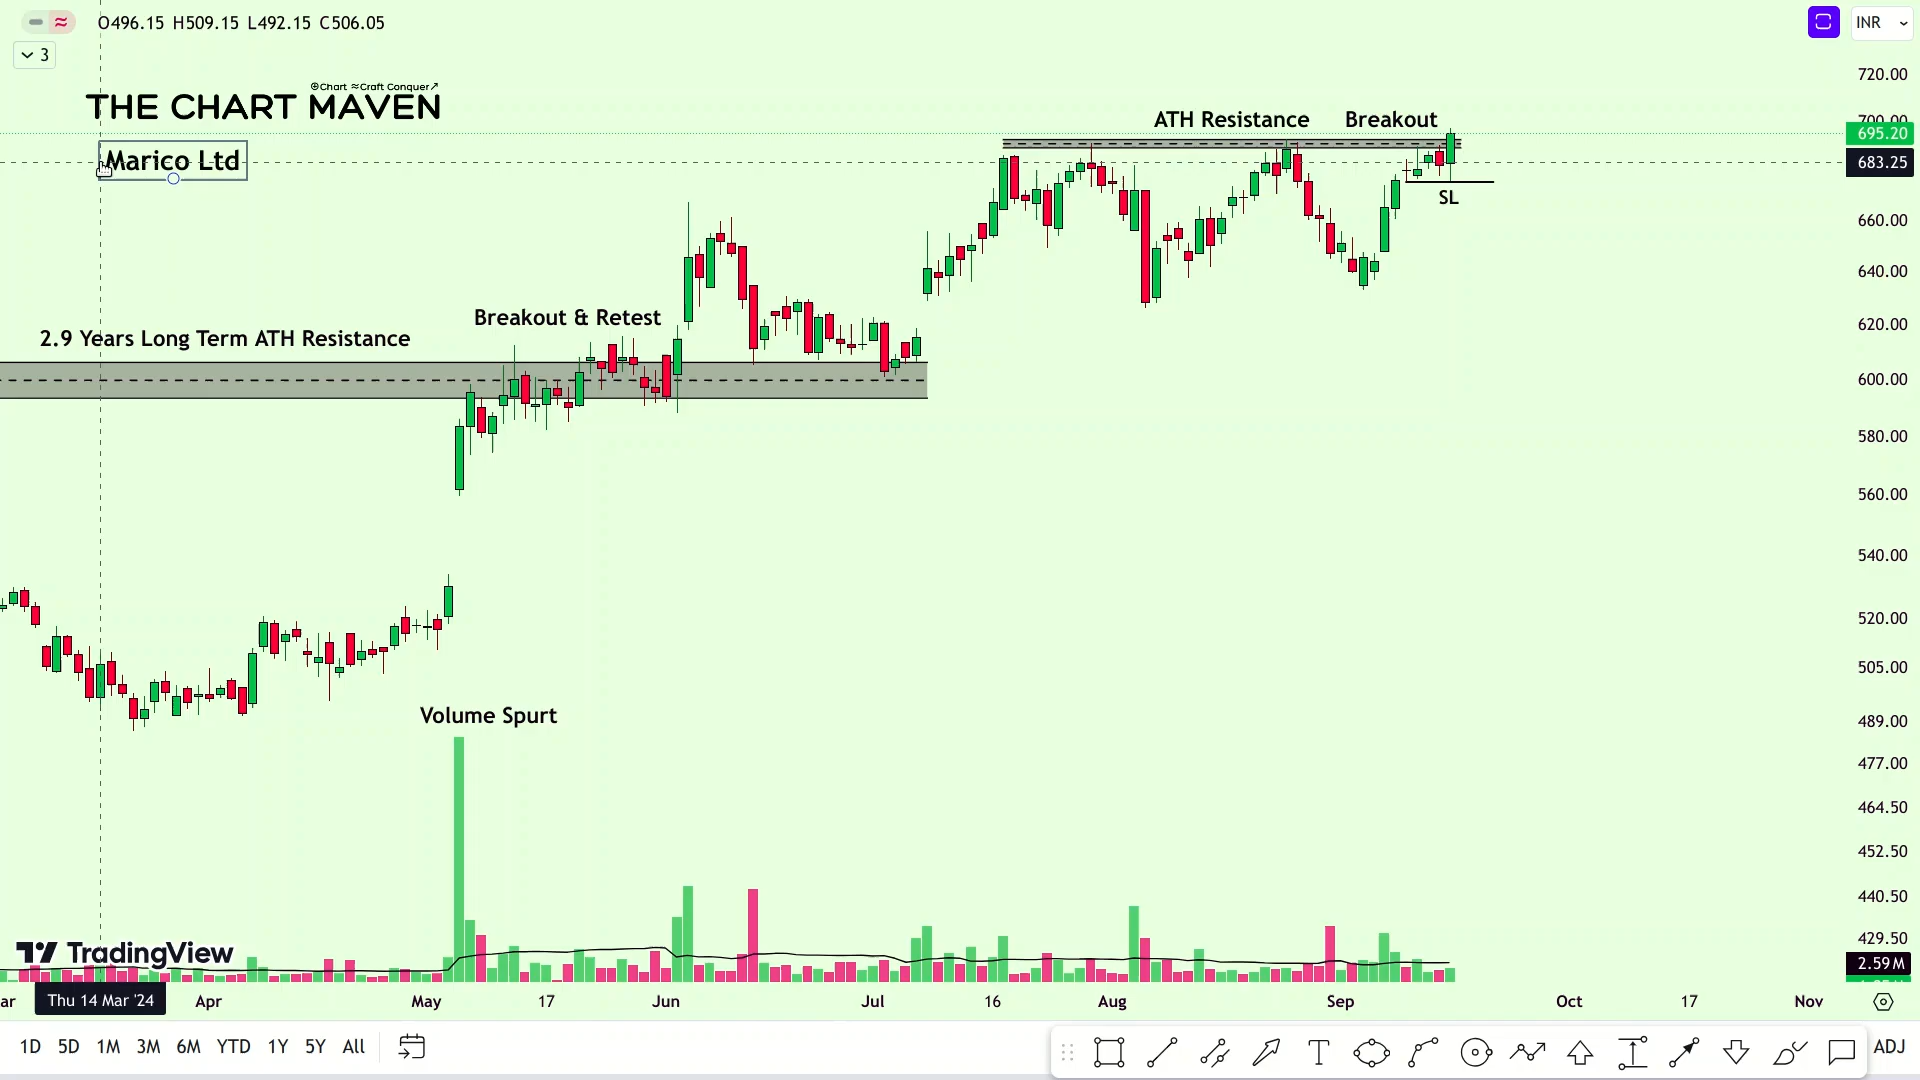 O496.15 H509.15 L492.15 C506.05
INR
3
Chart ≈Craft Conquer↗
THE CHART MAVEN
Marico Ltd
ATH Resistance
Breakout
SL
2.9 Years Long Term ATH Resistance
Breakout & Retest
Volume Spurt
720.00
700.00
695.20
683.25
660.00
640.00
620.00
600.00
580.00
560.00
540.00
520.00
505.00
489.00
477.00
464.50
452.50
440.50
429.50
2.59M
TradingView
ar
Thu 14 Mar '24
Apr
May
17
Jun
Jul
16
Aug
Sep
Oct
17
Nov
1D 5D 1M 3M 6M YTD 1Y 5Y All
T
ADJ